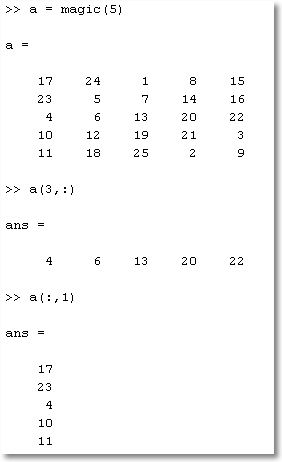 >> a = magic(5)
a =
17 24 1 8 15
23 5 7 14 16
4 6 13 20 22
10 12 19 21 3
11 18 25 2 9
>> a(3,:)
ans =
4 6 13 20 22
>> a(:,1)
ans =
17
23
4
10
11